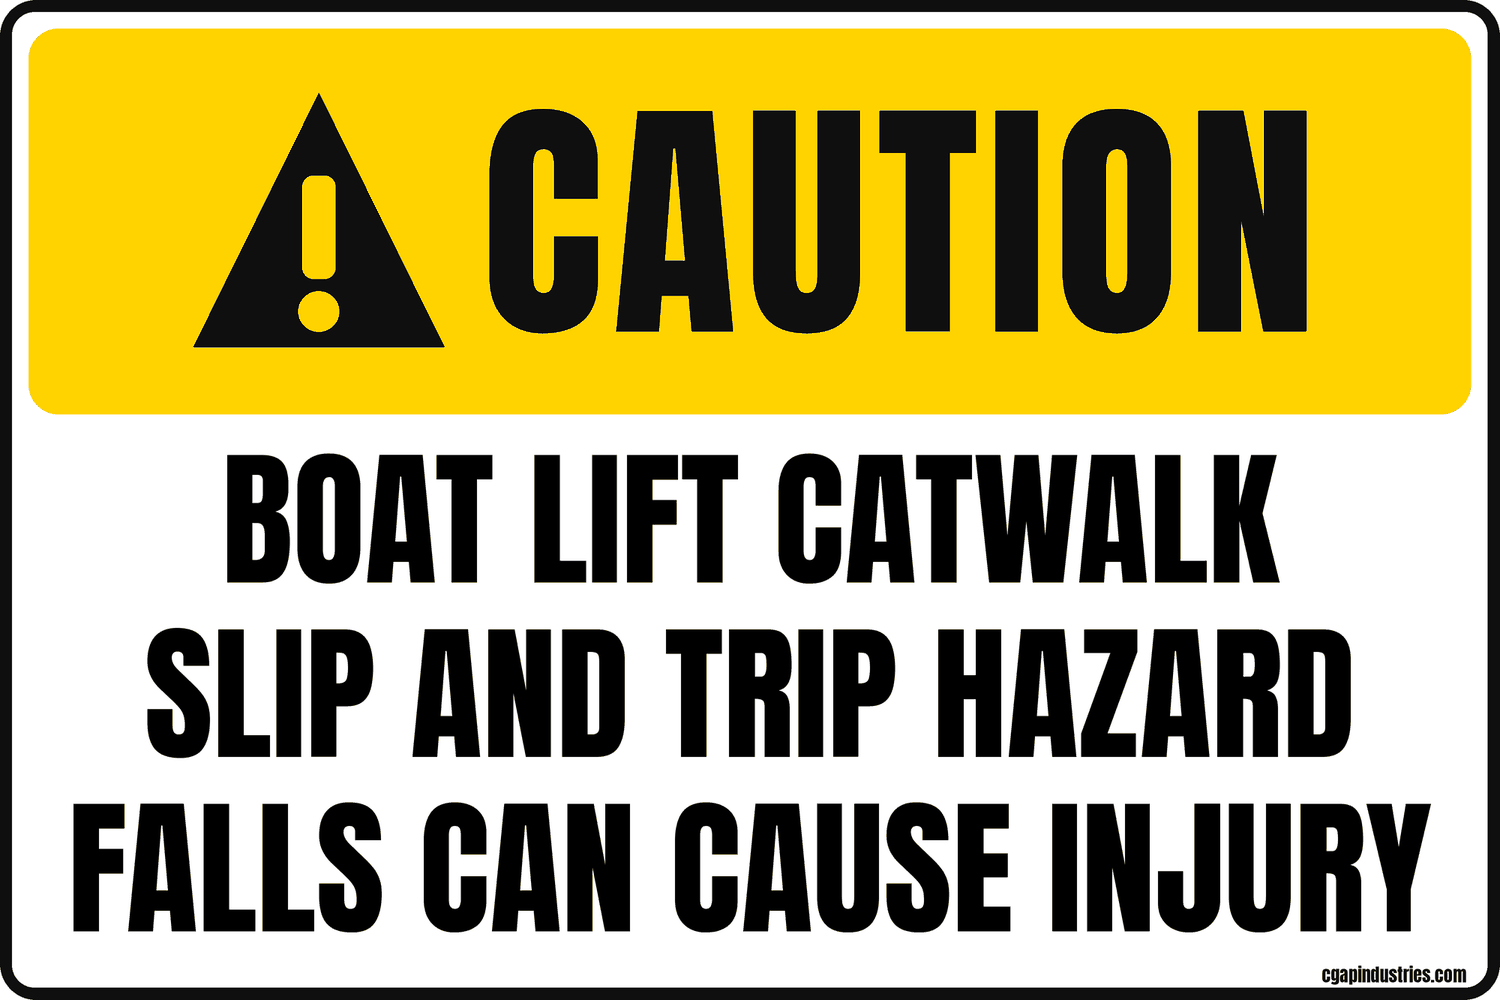 CAUTION
BOAT LIFT CATWALK
SLIP AND TRIP HAZARD
FALLS CAN CAUSE INJURY
cgapindustries.com